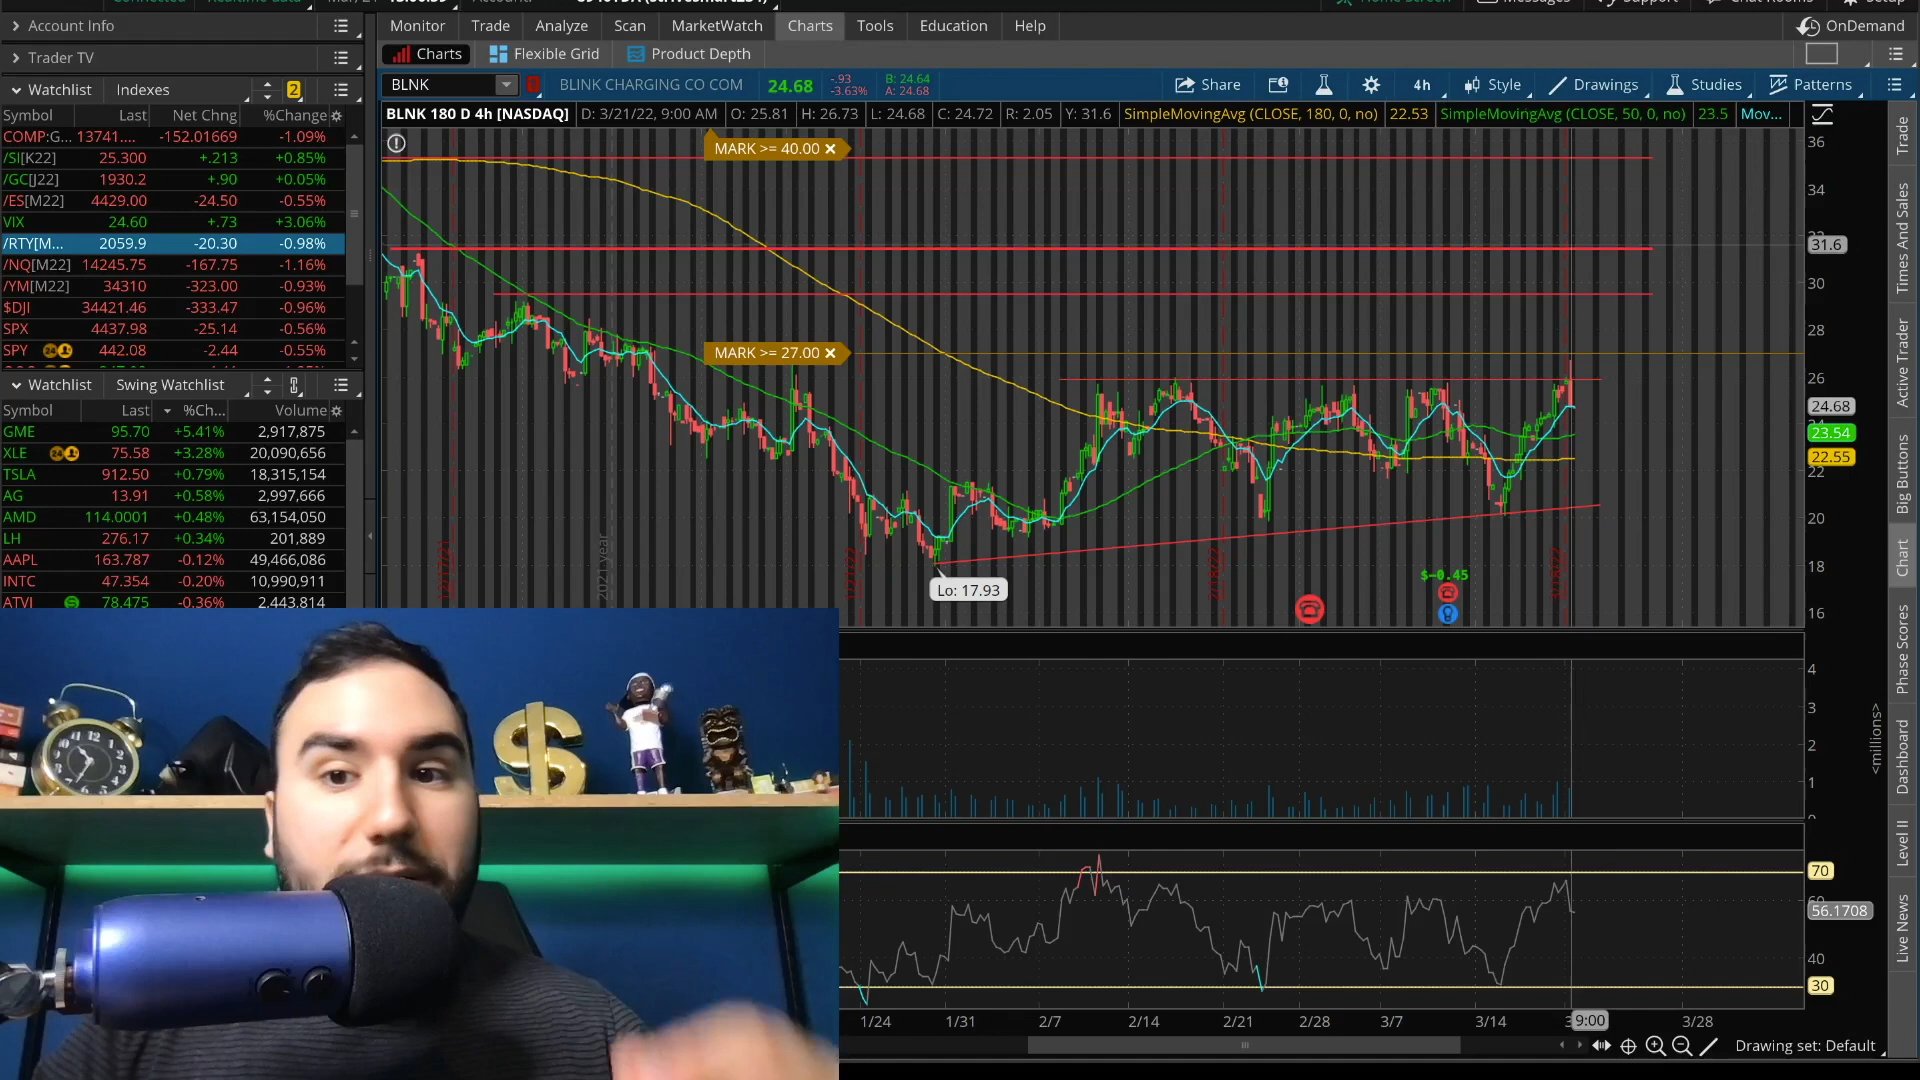 Account Info
Trader TV
Watchlist Indexes 2
Symbol Last Net Chng %Change
COMP:G... 13741.... -152.01669 -1.09%
/SI[K22] 25.300 +.213 +0.85%
/GC[J22] 1930.2 +.90 +0.05%
/ES[M22] 4429.00 -24.50 -0.55%
VIX 24.60 +.73 +3.06%
/RTY[M... 2059.9 -20.30 -0.98%
/NQ[M22] 14245.75 -167.75 -1.16%
/YM[M22] 34310 -323.00 -0.93%
$DJI 34421.46 -333.47 -0.96%
SPX 4437.98 -25.14 -0.56%
SPY 442.08 -2.44 -0.55%
Watchlist Swing Watchlist
Symbol Last %Ch... Volume
GME 95.70 +5.41% 2,917,875
XLE 75.58 +3.28% 20,090,656
TSLA 912.50 +0.79% 18,315,154
AG 13.91 +0.58% 2,997,666
AMD 114.0001 +0.48% 63,154,050
LH 276.17 +0.34% 201,889
AAPL 163.787 -0.12% 49,466,086
INTC 47.354 -0.20% 10,990,911
ATVI 78.475 -0.36% 2,443,814
Monitor Trade Analyze Scan MarketWatch Charts Tools Education Help OnDemand
Charts Flexible Grid Product Depth
BLNK BLINK CHARGING CO COM 24.68 -.93 -3.63% B: 24.64 A: 24.68 Share 4h Style Drawings Studies Patterns
BLNK 180 D 4h [NASDAQ] D: 3/21/22, 9:00 AM O: 25.81 H: 26.73 L: 24.68 C: 24.72 R: 2.05 Y: 31.6 SimpleMovingAvg (CLOSE, 180, 0, no) 22.53 SimpleMovingAvg (CLOSE, 50, 0, no) 23.5 Mov...
MARK >= 40.00
MARK >= 27.00
Lo: 17.93
$-0.45
2021 year
36
34
31.6
30
28
26
24.68
23.54
22.55
22
20
18
16
4
3
2
1
<millions>
70
56.1708
40
30
1/24 1/31 2/7 2/14 2/21 2/28 3/7 3/14 9:00 3/28
Drawing set: Default
Trade
Times And Sales
Active Trader
Big Buttons
Chart
Phase Scores
Dashboard
Level II
Live News